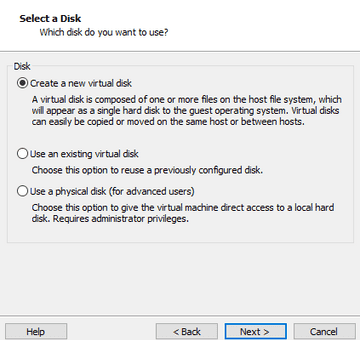 Select a Disk
Which disk do you want to use?
Disk
Create a new virtual disk
A virtual disk is composed of one or more files on the host file system, which
will appear as a single hard disk to the guest operating system. Virtual disks
can easily be copied or moved on the same host or between hosts.
Use an existing virtual disk
Choose this option to reuse a previously configured disk.
Use a physical disk (for advanced users)
Choose this option to give the virtual machine direct access to a local hard
disk. Requires administrator privileges.
Help
< Back
Next >
Cancel